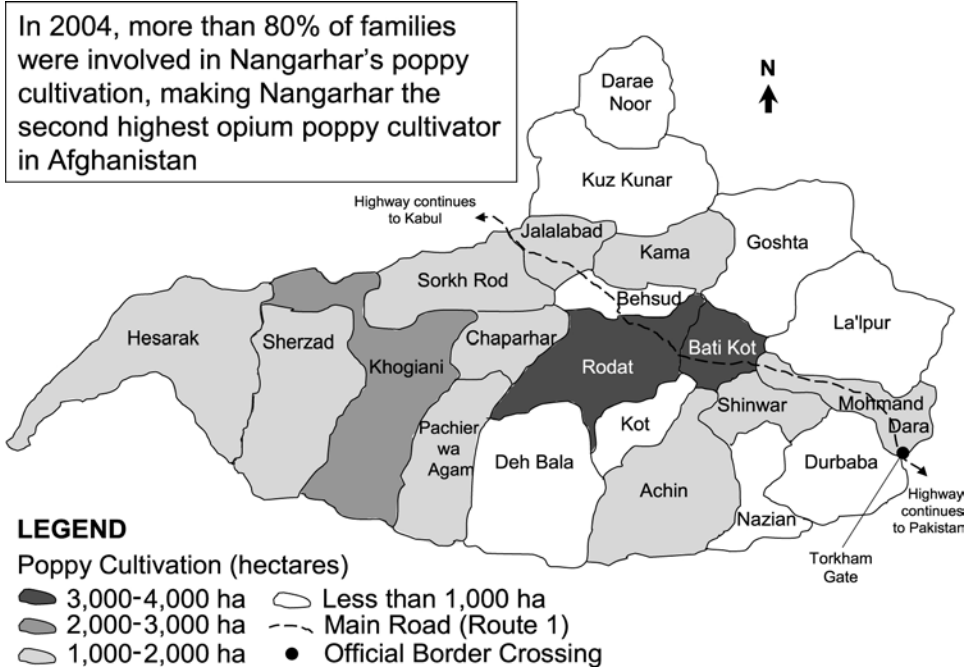 In 2004, more than 80% of families
were involved in Nangarhar's poppy
cultivation, making Nangarhar the
second highest opium poppy cultivator
in Afghanistan
N
Darae
Noor
Kuz Kunar
Highway continues
to Kabul
Jalalabad
Kama
Goshta
Sorkh Rod
Behsud
La'lpur
Hesarak
Sherzad
Chaparhar
Khogiani
Rodat
Bati Kot
Shinwar
Mohmand
Dara
Pachier
wa
Agam
Kot
Deh Bala
Durbaba
Achin
Nazian
Highway
continues
to Pakistan
Torkham
Gate
LEGEND
Poppy Cultivation (hectares)
3,000-4,000 ha
2,000-3,000 ha
1,000-2,000 ha
Less than 1,000 ha
Main Road (Route 1)
Official Border Crossing